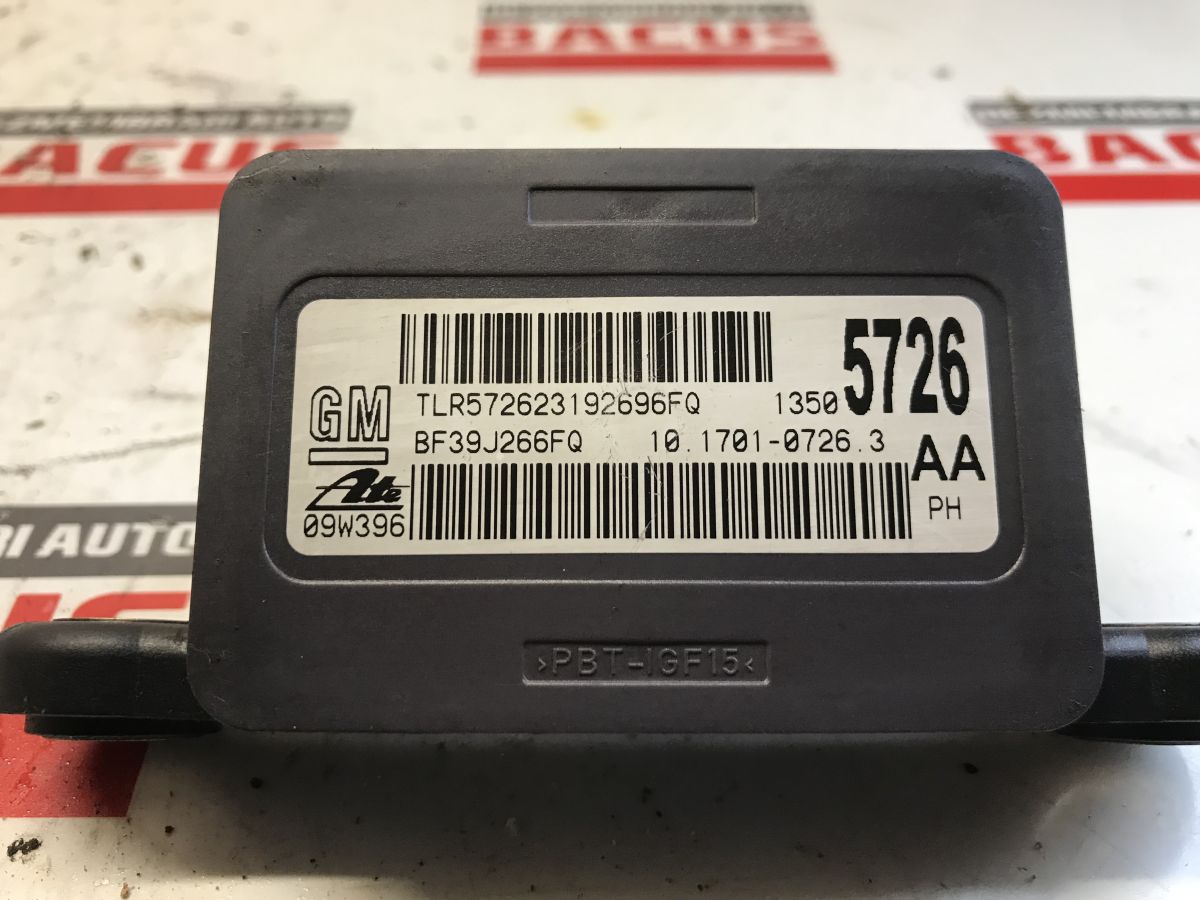 BACUS
BACUS
BACUS
TLR572623192696FQ 1350 5726
GM
BF39J266FQ 10.1701-0726.3 AA
Ate
09W396 PH
RI AUTO
>PBT-IGF15<